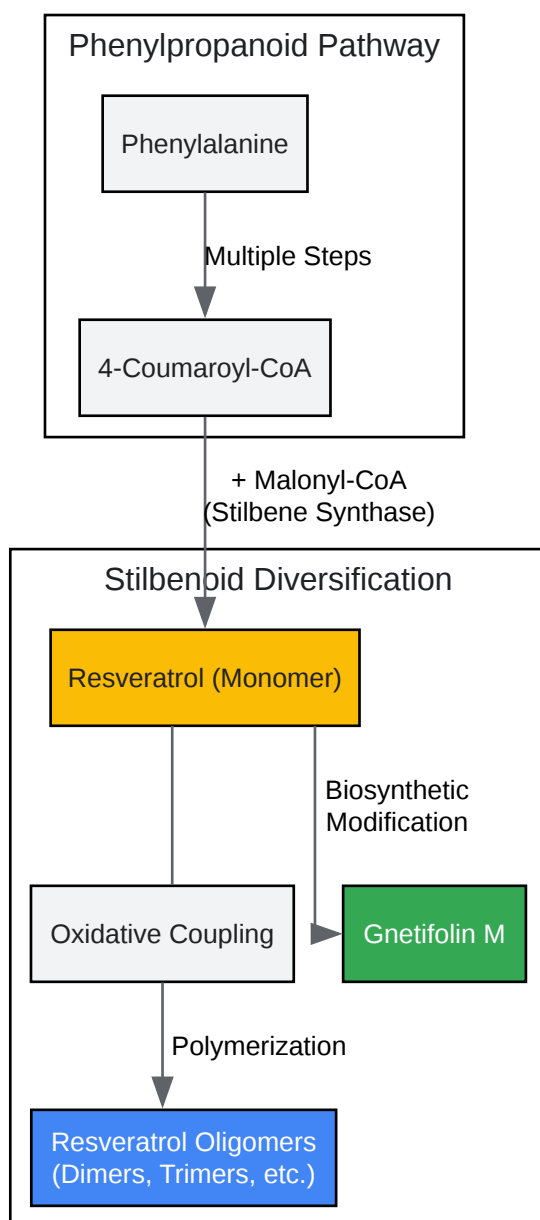 Phenylpropanoid Pathway
Phenylalanine
Multiple Steps
4-Coumaroyl-CoA
+ Malonyl-CoA
(Stilbene Synthase)
Stilbenoid Diversification
Resveratrol (Monomer)
Biosynthetic
Modification
Oxidative Coupling
Gnetifolin M
Polymerization
Resveratrol Oligomers
(Dimers, Trimers, etc.)